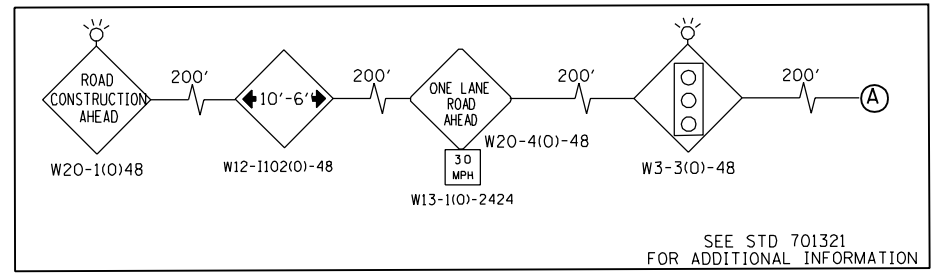 ROAD
CONSTRUCTION
AHEAD
W20-1(O)48
200'
10'-6"
W12-I102(O)-48
200'
ONE LANE
ROAD
AHEAD
W20-4(O)-48
30
MPH
W13-1(O)-2424
200'
W3-3(O)-48
200'
A
SEE STD 701321
FOR ADDITIONAL INFORMATION